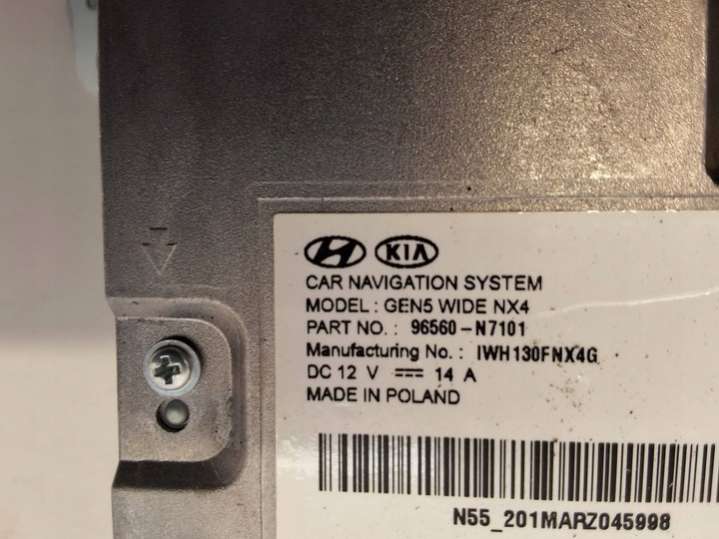 KIA
CAR NAVIGATION SYSTEM
MODEL : GEN5 WIDE NX4
PART NO. : 96560-N7101
Manufacturing No. : IWH130FNX4G
DC 12 V ⎓ 14 A
MADE IN POLAND
N55_201MARZ045998